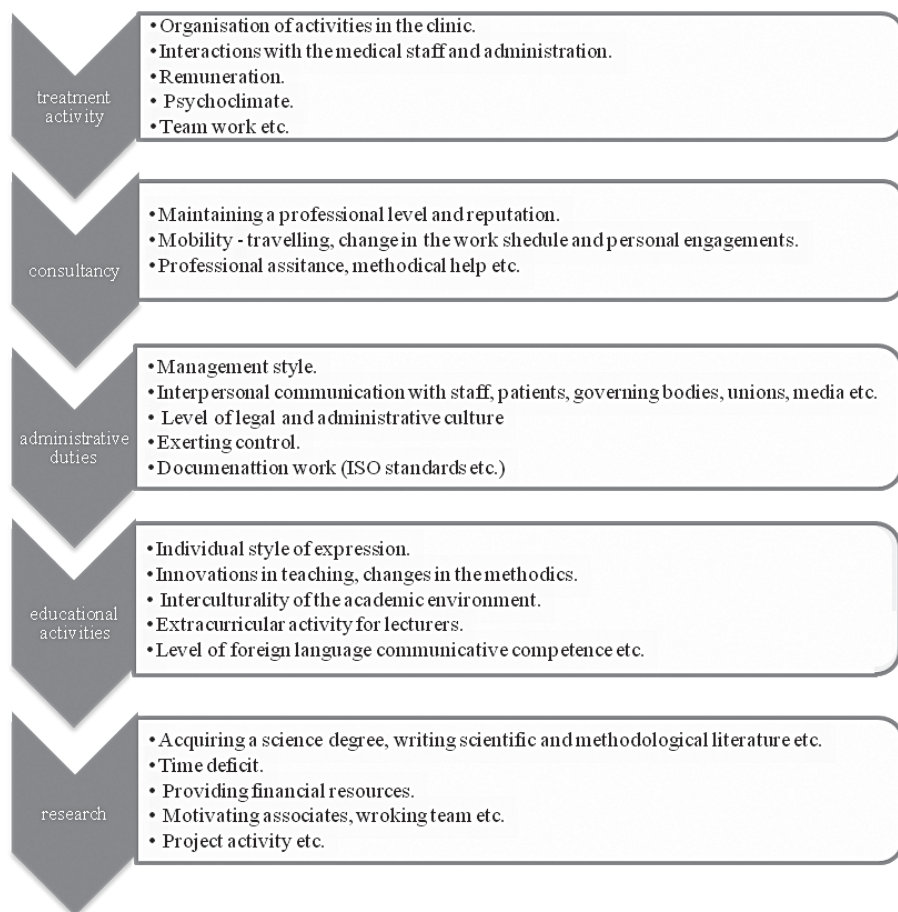 treatment
activity
• Organisation of activities in the clinic.
• Interactions with the medical staff and administration.
• Remuneration.
• Psychoclimate.
• Team work etc.
consultancy
• Maintaining a professional level and reputation.
• Mobility - travelling, change in the work shedule and personal engagements.
• Professional assitance, methodical help etc.
administrative
duties
• Management style.
• Interpersonal communication with staff, patients, governing bodies, unions, media etc.
• Level of legal and administrative culture
• Exerting control.
• Documenattion work (ISO standards etc.)
educational
activities
• Individual style of expression.
• Innovations in teaching, changes in the methodics.
• Interculturality of the academic environment.
• Extracurricular activity for lecturers.
• Level of foreign language communicative competence etc.
research
• Acquiring a science degree, writing scientific and methodological literature etc.
• Time deficit.
• Providing financial resources.
• Motivating associates, wroking team etc.
• Project activity etc.